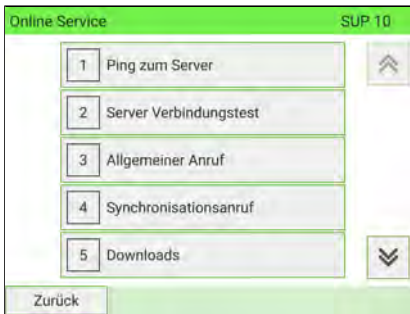 Online Service SUP 10
1 Ping zum Server
2 Server Verbindungstest
3 Allgemeiner Anruf
4 Synchronisationsanruf
5 Downloads
Zurück